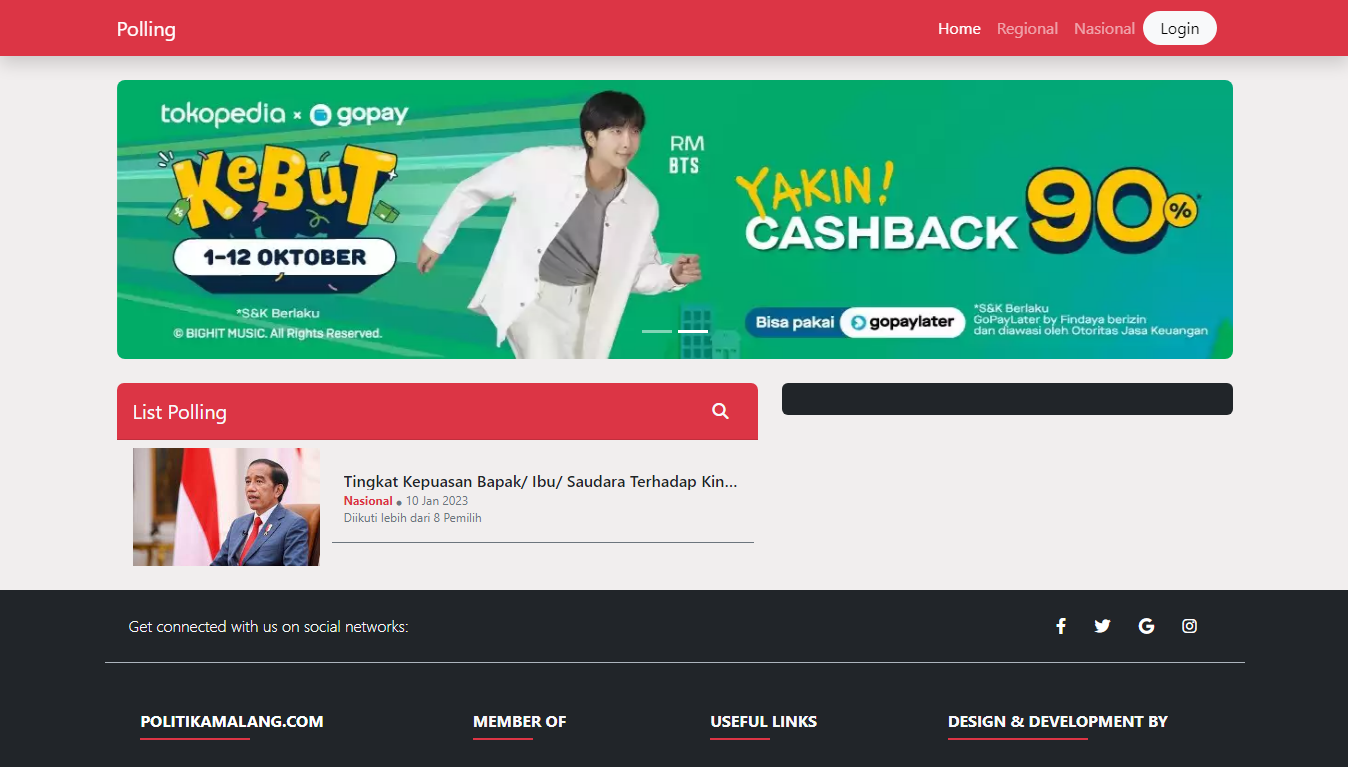 Polling
Home Regional Nasional Login
tokopedia × gopay
KeBUT
1-12 OKTOBER
*S&K Berlaku
© BIGHIT MUSIC. All Rights Reserved.
RM
BTS
YAKIN!
CASHBACK 90%*
Bisa pakai gopaylater
*S&K Berlaku
GoPayLater by Findaya berizin
dan diawasi oleh Otoritas Jasa Keuangan
List Polling
Tingkat Kepuasan Bapak/ Ibu/ Saudara Terhadap Kin...
Nasional ● 10 Jan 2023
Diikuti lebih dari 8 Pemilih
Get connected with us on social networks:
POLITIKAMALANG.COM
MEMBER OF
USEFUL LINKS
DESIGN & DEVELOPMENT BY